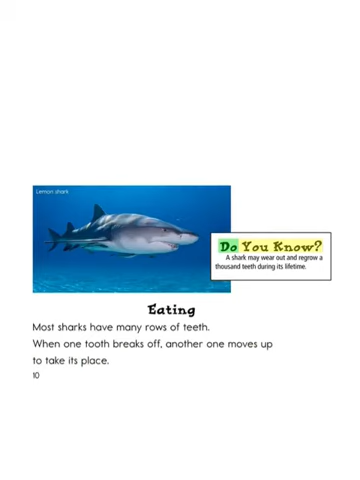 Lemon shark
Do You Know?
A shark may wear out and regrow a
thousand teeth during its lifetime.
Eating
Most sharks have many rows of teeth.
When one tooth breaks off, another one moves up
to take its place.
10